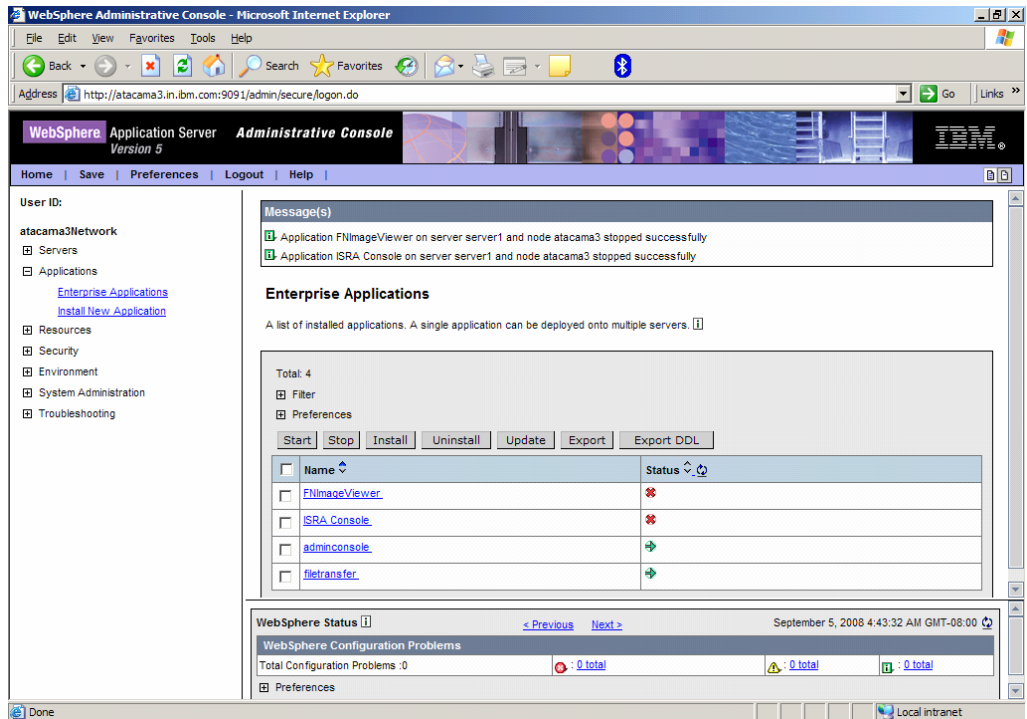 WebSphere Administrative Console - Microsoft Internet Explorer
File Edit View Favorites Tools Help
Back Search Favorites
Address http://atacama3.in.ibm.com:9091/admin/secure/logon.do Go Links »
WebSphere Application Server Administrative Console
Version 5
IBM®
Home | Save | Preferences | Logout | Help |
User ID:
atacama3Network
Servers
Applications
Enterprise Applications
Install New Application
Resources
Security
Environment
System Administration
Troubleshooting
Message(s)
Application FNImageViewer on server server1 and node atacama3 stopped successfully
Application ISRA Console on server server1 and node atacama3 stopped successfully
Enterprise Applications
A list of installed applications. A single application can be deployed onto multiple servers. i
Total: 4
Filter
Preferences
Start Stop Install Uninstall Update Export Export DDL
Name Status
FNImageViewer
ISRA Console
adminconsole
filetransfer
WebSphere Status i < Previous Next > September 5, 2008 4:43:32 AM GMT-08:00
WebSphere Configuration Problems
Total Configuration Problems :0 : 0 total : 0 total : 0 total
Preferences
Done Local intranet